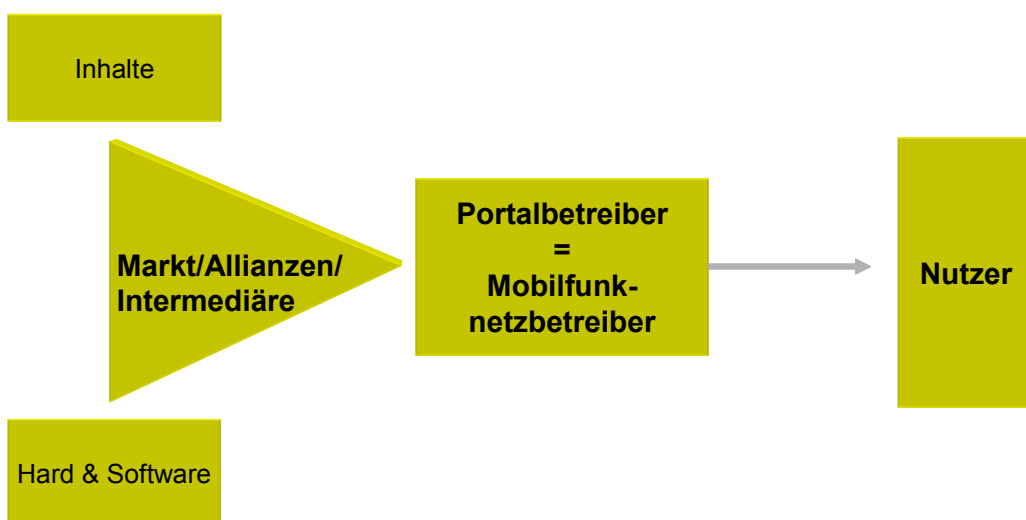 Inhalte
Markt/Allianzen/
Intermediäre
Portalbetreiber
=
Mobilfunk-
netzbetreiber
Nutzer
Hard & Software